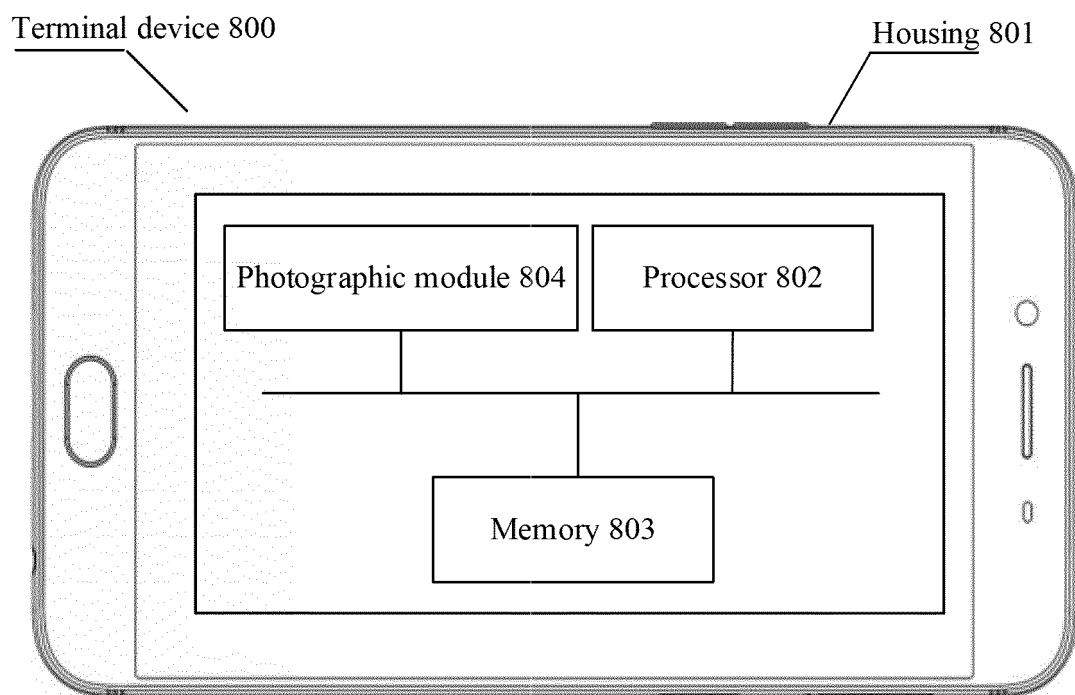 Terminal device 800
Housing 801
Photographic module 804
Processor 802
Memory 803